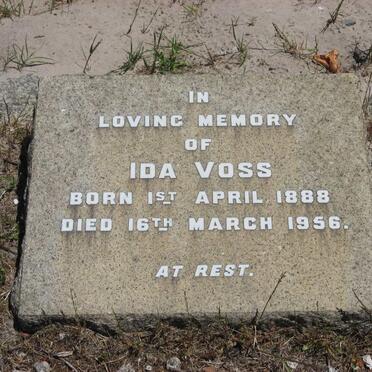 IN
LOVING MEMORY
OF
IDA VOSS
BORN 1ST APRIL, 1888
DIED 16TH MARCH 1956.
AT REST.